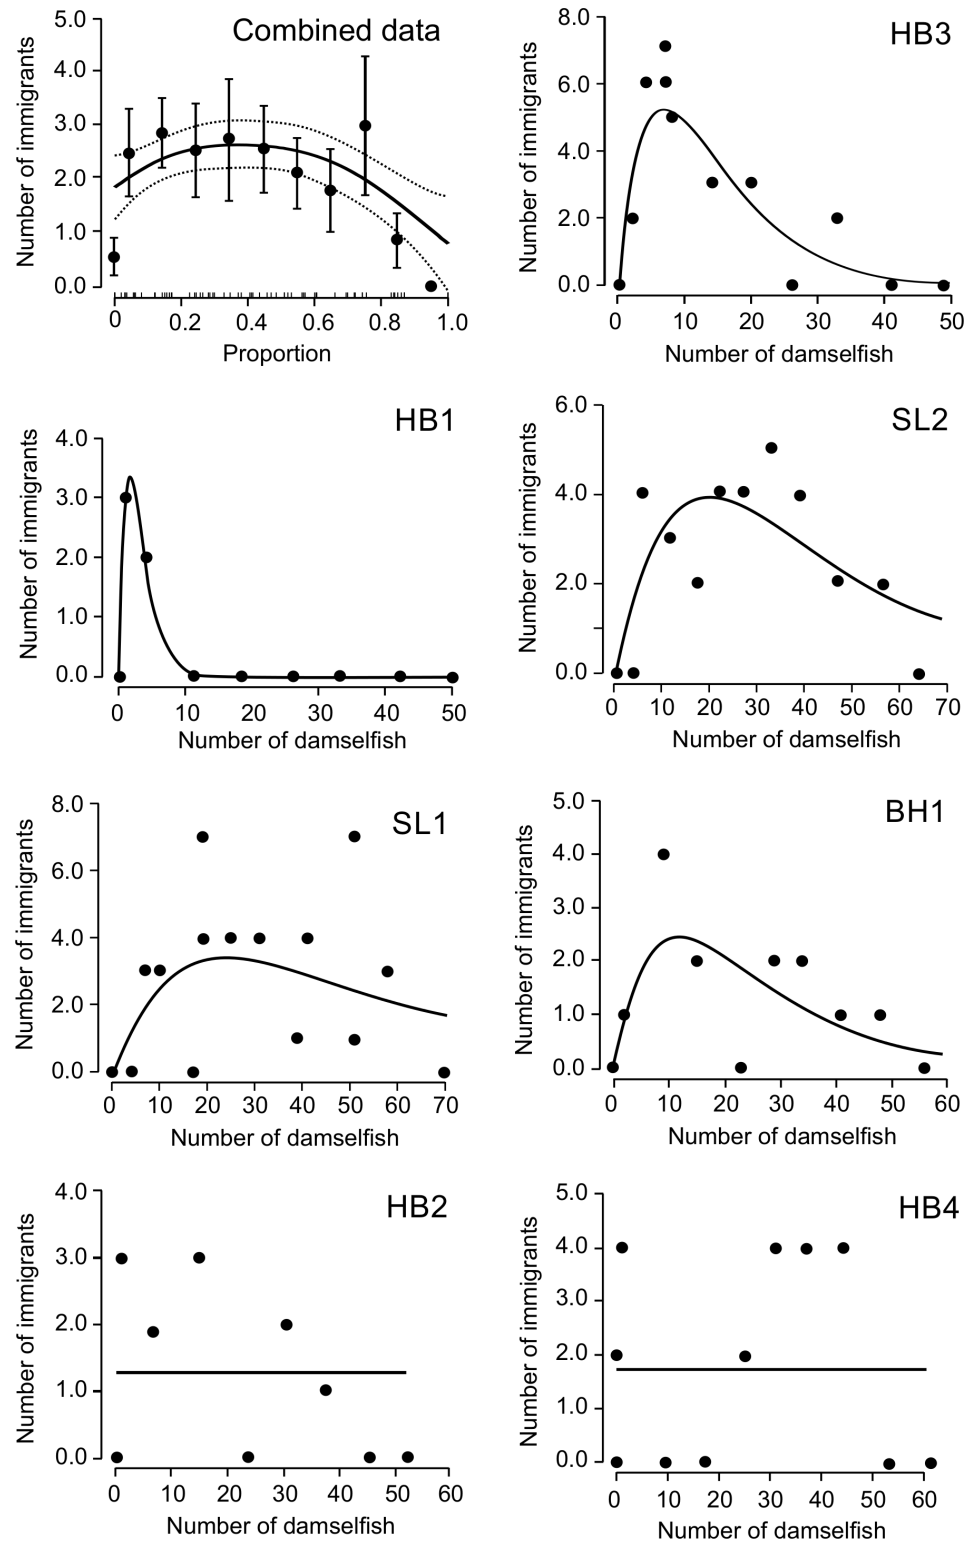 Combined data
Number of immigrants
5.0
4.0
3.0
2.0
1.0
0.0
0 0.2 0.4 0.6 0.8 1.0
Proportion
HB3
Number of immigrants
8.0
6.0
4.0
2.0
0.0
0 10 20 30 40 50
Number of damselfish
HB1
Number of immigrants
4.0
3.0
2.0
1.0
0.0
0 10 20 30 40 50
Number of damselfish
SL2
Number of immigrants
6.0
4.0
2.0
0.0
0 10 20 30 40 50 60 70
Number of damselfish
SL1
Number of immigrants
8.0
6.0
4.0
2.0
0.0
0 10 20 30 40 50 60 70
Number of damselfish
BH1
Number of immigrants
5.0
4.0
3.0
2.0
1.0
0.0
0 10 20 30 40 50 60
Number of damselfish
HB2
Number of immigrants
4.0
3.0
2.0
1.0
0.0
0 10 20 30 40 50 60
Number of damselfish
HB4
Number of immigrants
5.0
4.0
3.0
2.0
1.0
0.0
0 10 20 30 40 50 60
Number of damselfish